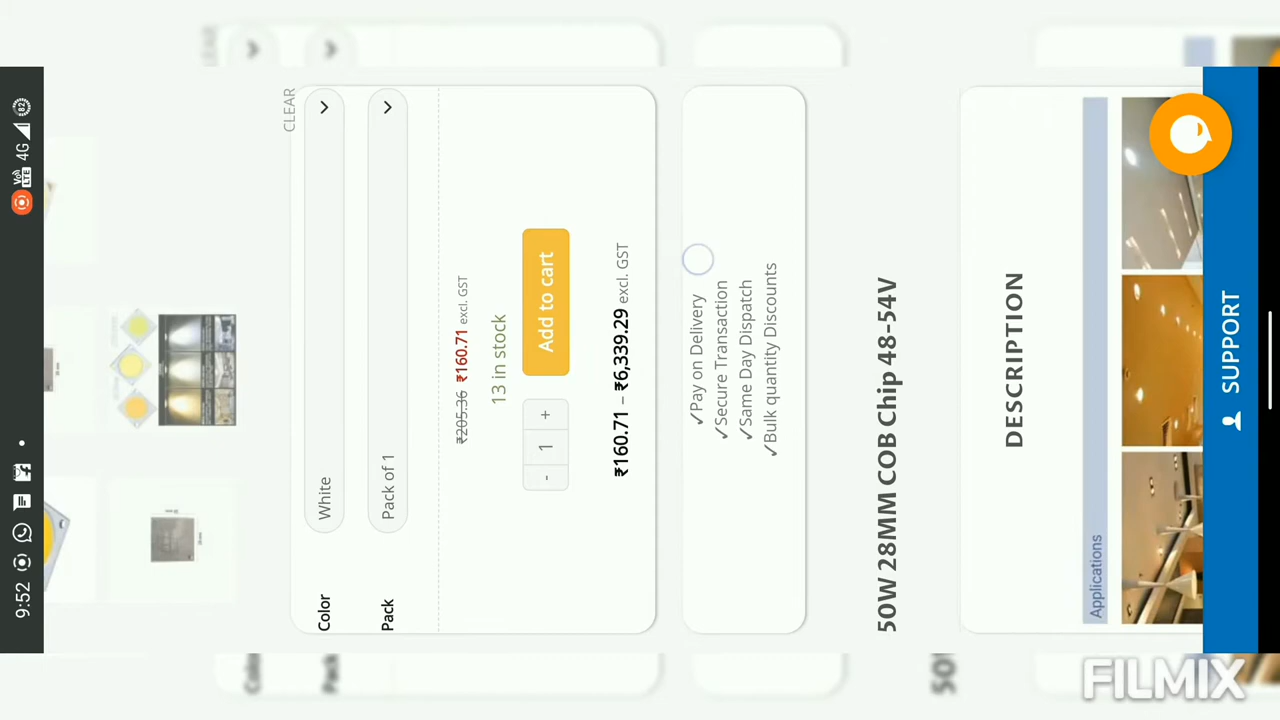 9:52
VoLTE 4G 82
CLEAR
Color White
Pack Pack of 1
₹205.36 ₹160.71 excl. GST
13 in stock
- 1 + Add to cart
₹160.71 – ₹6,339.29 excl. GST
✓Pay on Delivery
✓Secure Transaction
✓Same Day Dispatch
✓Bulk quantity Discounts
50W 28MM COB Chip 48-54V
DESCRIPTION
Applications
SUPPORT
FILMIX